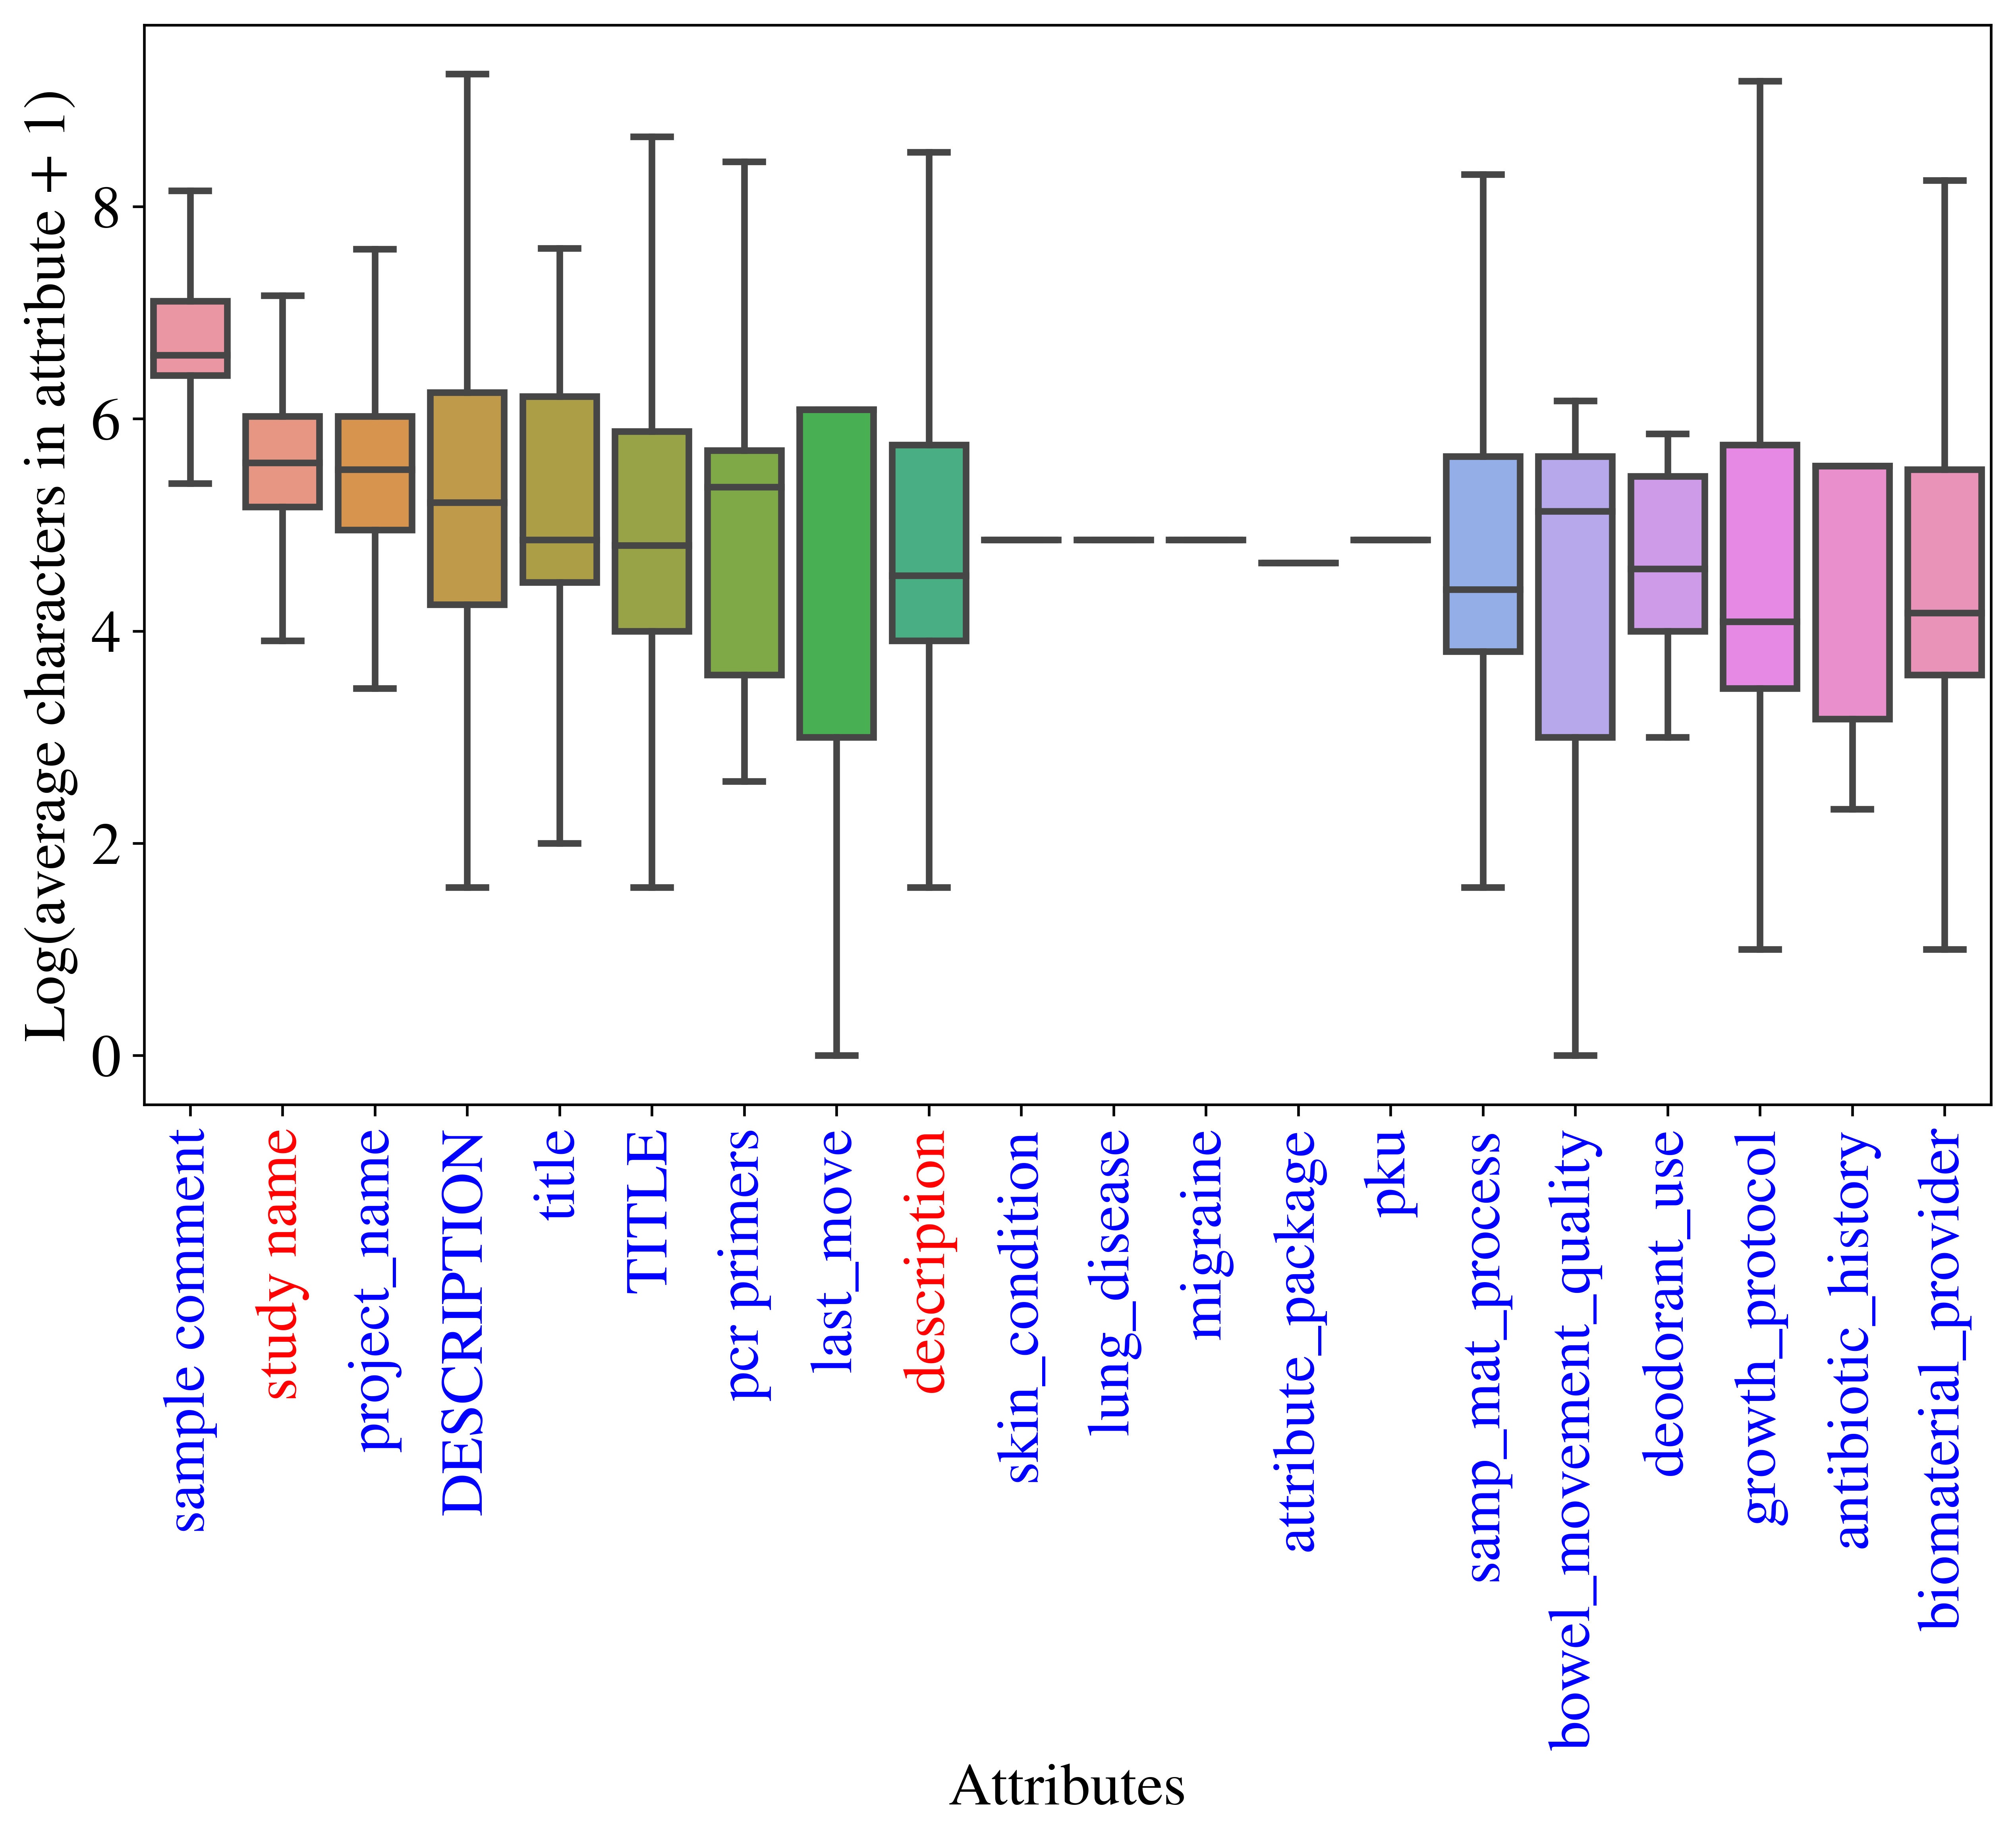 Log(average characters in attribute + 1)
8
6
4
2
0
sample comment
study name
project_name
DESCRIPTION
title
TITLE
pcr primers
last_move
description
skin_condition
lung_disease
migraine
attribute_package
pku
samp_mat_process
bowel_movement_quality
deodorant_use
growth_protocol
antibiotic_history
biomaterial_provider
Attributes